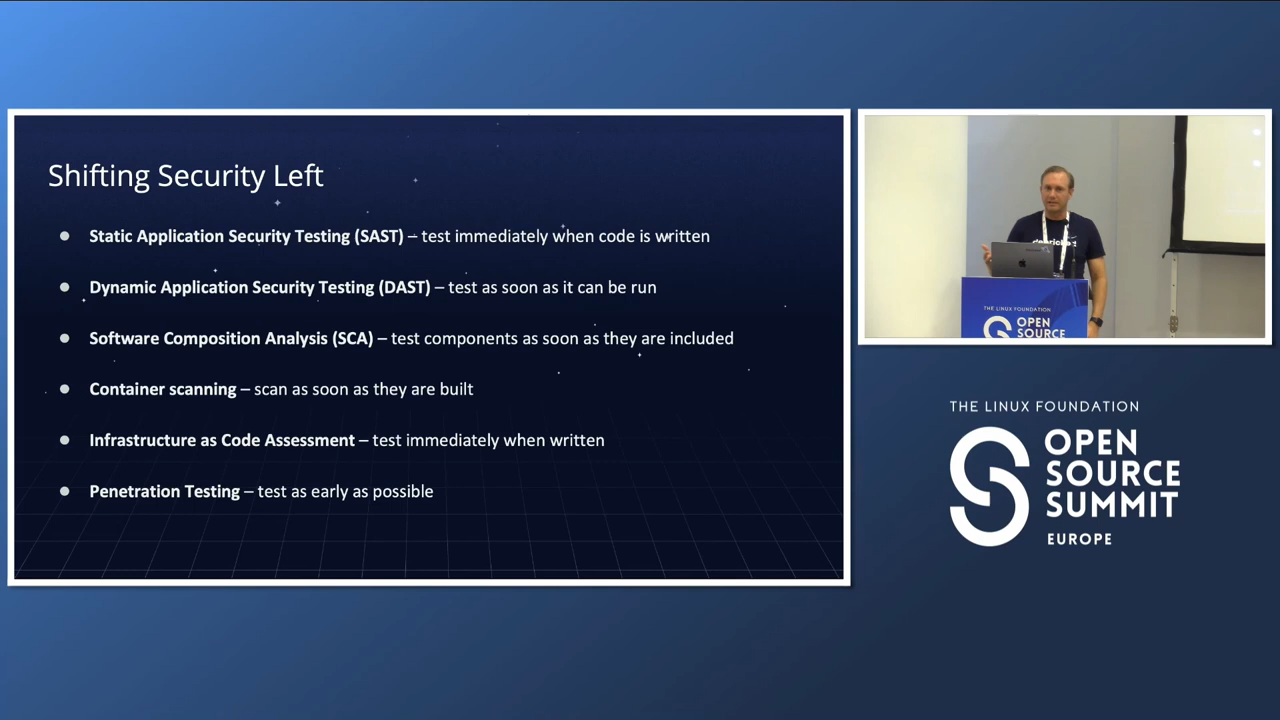 Shifting Security Left
● Static Application Security Testing (SAST) – test immediately when code is written
● Dynamic Application Security Testing (DAST) – test as soon as it can be run
● Software Composition Analysis (SCA) – test components as soon as they are included
● Container scanning – scan as soon as they are built
● Infrastructure as Code Assessment – test immediately when written
● Penetration Testing – test as early as possible
THE LINUX FOUNDATION
OPEN
SOURCE
THE LINUX FOUNDATION
OPEN
SOURCE
SUMMIT
EUROPE